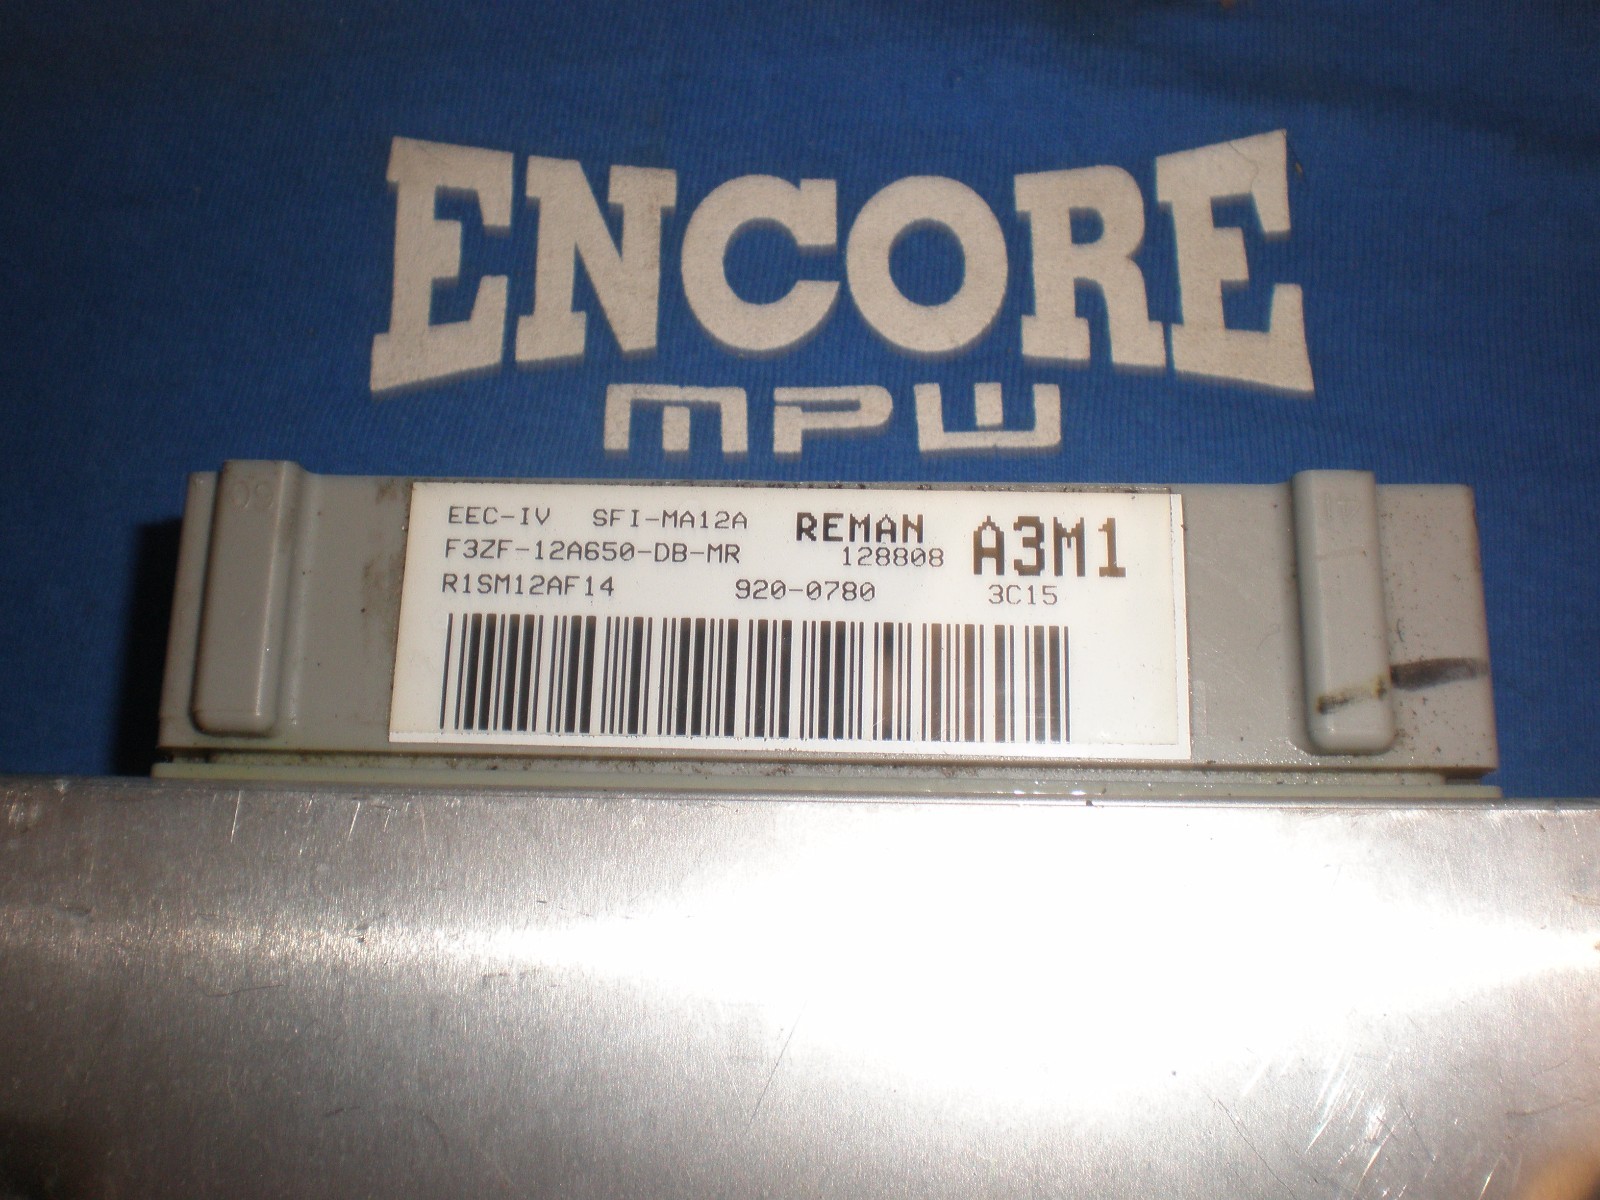 ENCORE
MPW
EEC-IV SFI-MA12A REMAN A3M1
F3ZF-12A650-DB-MR 128808
R1SM12AF14 920-0780 3C15